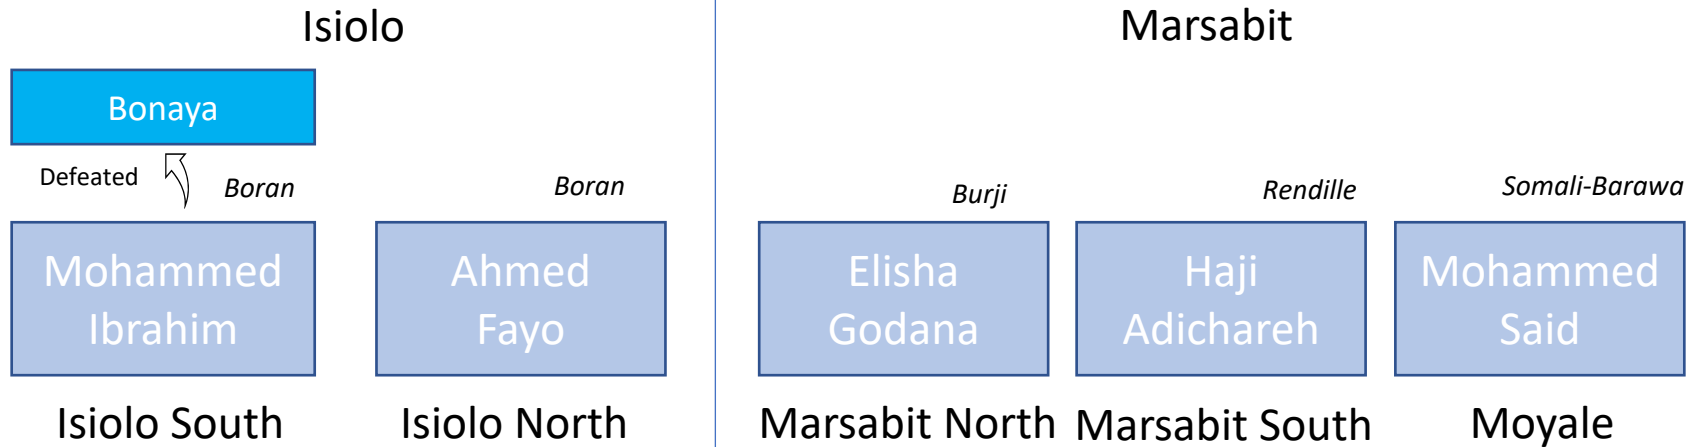 Isiolo
Marsabit
Bonaya
Defeated
Boran
Boran
Burji
Rendille
Somali-Barawa
Mohammed
Ibrahim
Ahmed
Fayo
Elisha
Godana
Haji
Adichareh
Mohammed
Said
Isiolo South
Isiolo North
Marsabit North
Marsabit South
Moyale